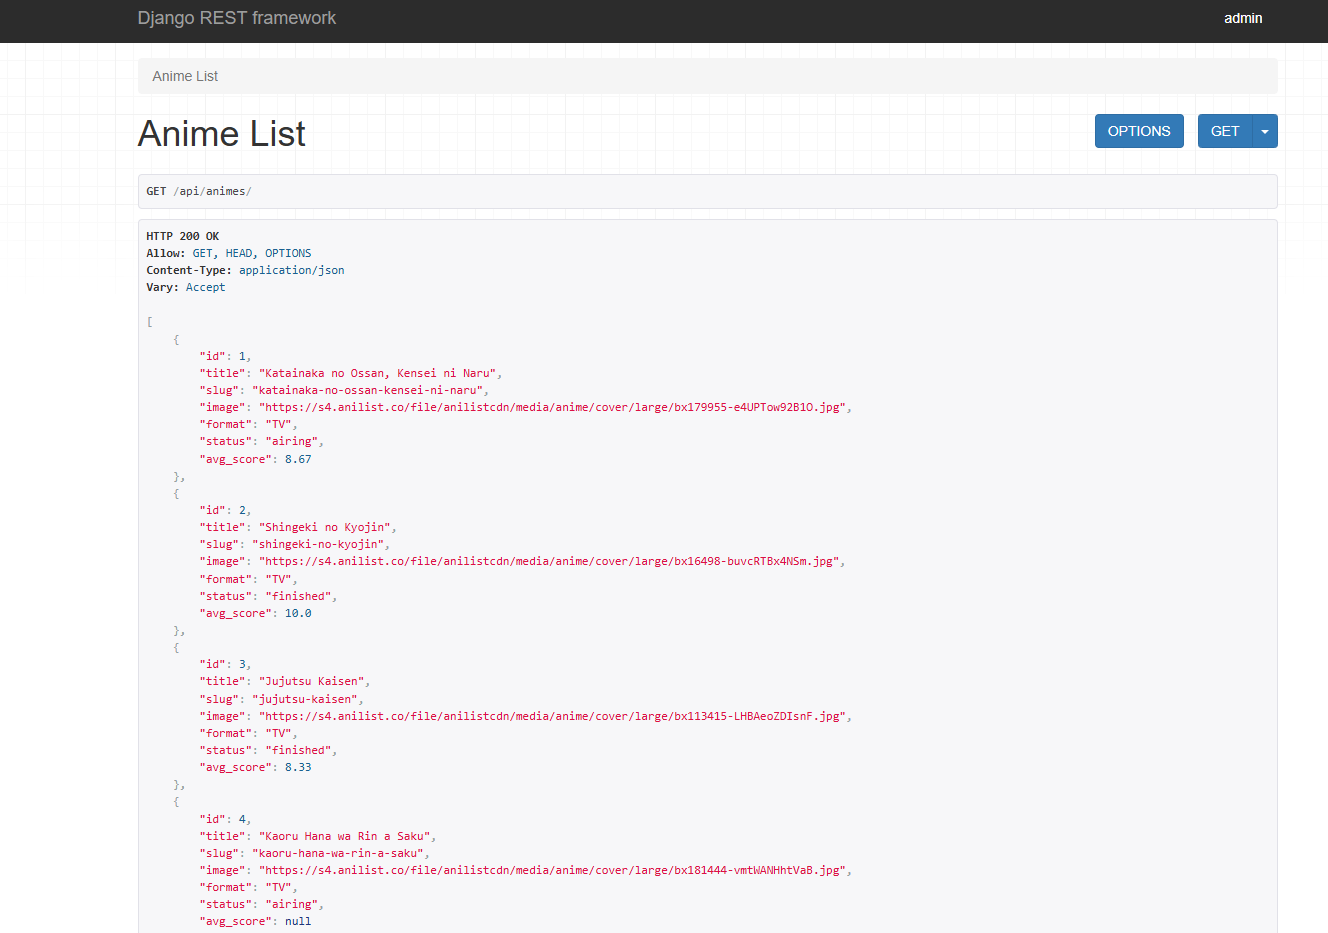 Django REST framework
admin
Anime List
Anime List
OPTIONS
GET
GET /api/animes/
HTTP 200 OK
Allow: GET, HEAD, OPTIONS
Content-Type: application/json
Vary: Accept
[
{
"id": 1,
"title": "Katainaka no Ossan, Kensei ni Naru",
"slug": "katainaka-no-ossan-kensei-ni-naru",
"image": "https://s4.anilist.co/file/anilistcdn/media/anime/cover/large/bx179955-e4UPTow92B1O.jpg",
"format": "TV",
"status": "airing",
"avg_score": 8.67
},
{
"id": 2,
"title": "Shingeki no Kyojin",
"slug": "shingeki-no-kyojin",
"image": "https://s4.anilist.co/file/anilistcdn/media/anime/cover/large/bx16498-buvcRTBx4NSm.jpg",
"format": "TV",
"status": "finished",
"avg_score": 10.0
},
{
"id": 3,
"title": "Jujutsu Kaisen",
"slug": "jujutsu-kaisen",
"image": "https://s4.anilist.co/file/anilistcdn/media/anime/cover/large/bx113415-LHBAeoZDIsnF.jpg",
"format": "TV",
"status": "finished",
"avg_score": 8.33
},
{
"id": 4,
"title": "Kaoru Hana wa Rin a Saku",
"slug": "kaoru-hana-wa-rin-a-saku",
"image": "https://s4.anilist.co/file/anilistcdn/media/anime/cover/large/bx181444-vmtWANHhtVaB.jpg",
"format": "TV",
"status": "airing",
"avg_score": null